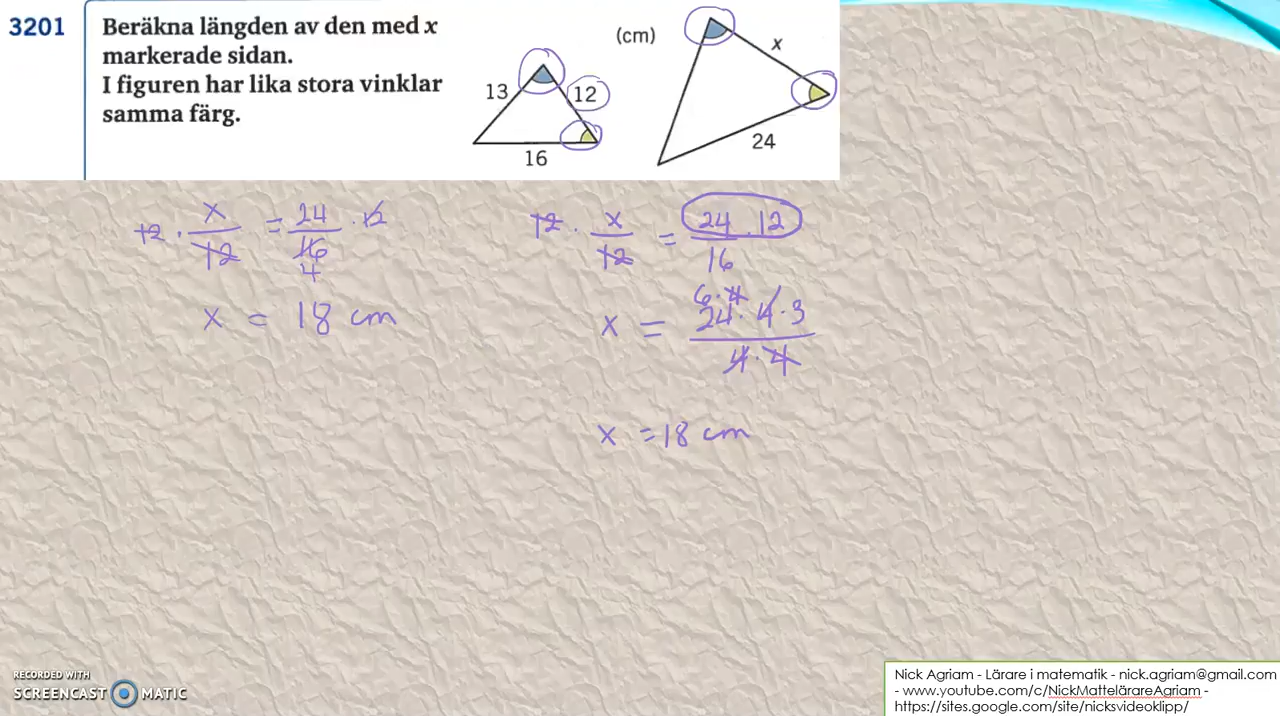 3201
Beräkna längden av den med x
markerade sidan.
I figuren har lika stora vinklar
samma färg.
(cm)
13
12
16
x
24
12 · x/12 = 24/16 · 12
4
x = 18 cm
12 · x/12 = 24 · 12/16
6 · 4
x = 24 · 4 · 3/4 · 4
x = 18 cm
RECORDED WITH
SCREENCAST MATIC
Nick Agriam - Lärare i matematik - nick.agriam@gmail.com
- www.youtube.com/c/NickMattelärareAgriam -
https://sites.google.com/site/nicksvideoklipp/